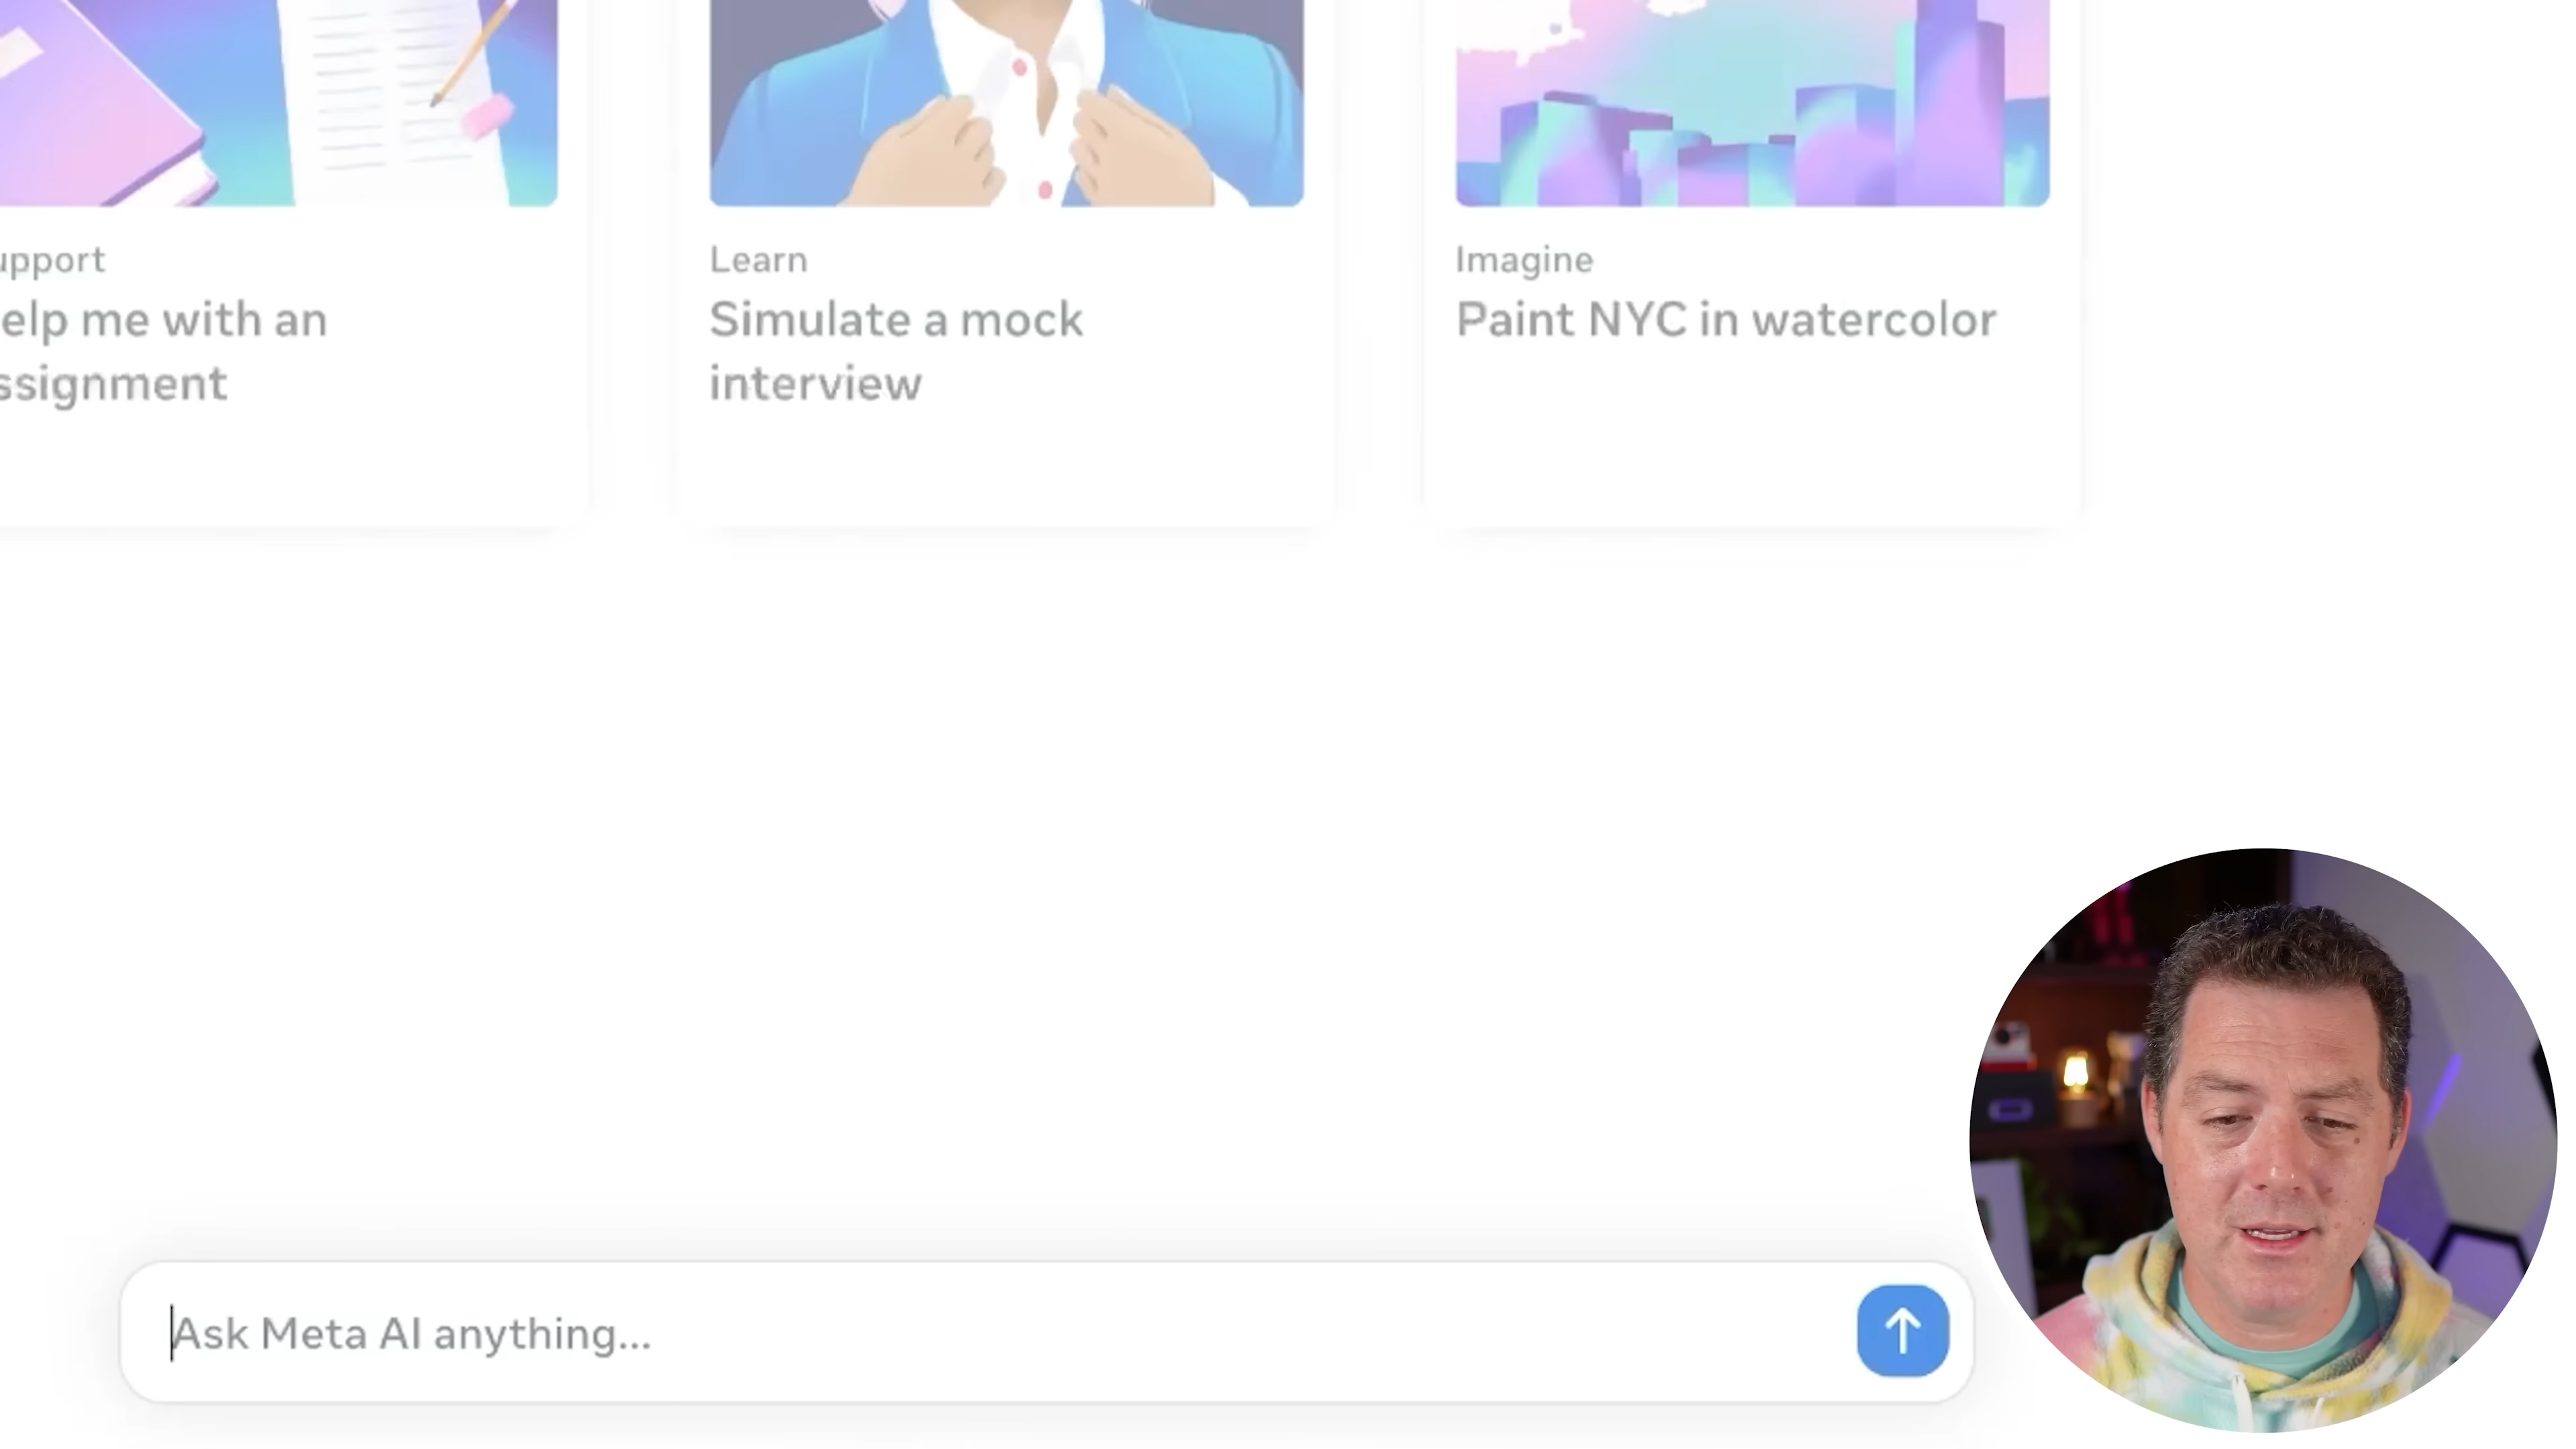 upport
elp me with an
ssignment
Learn
Simulate a mock
interview
Imagine
Paint NYC in watercolor
Ask Meta AI anything...